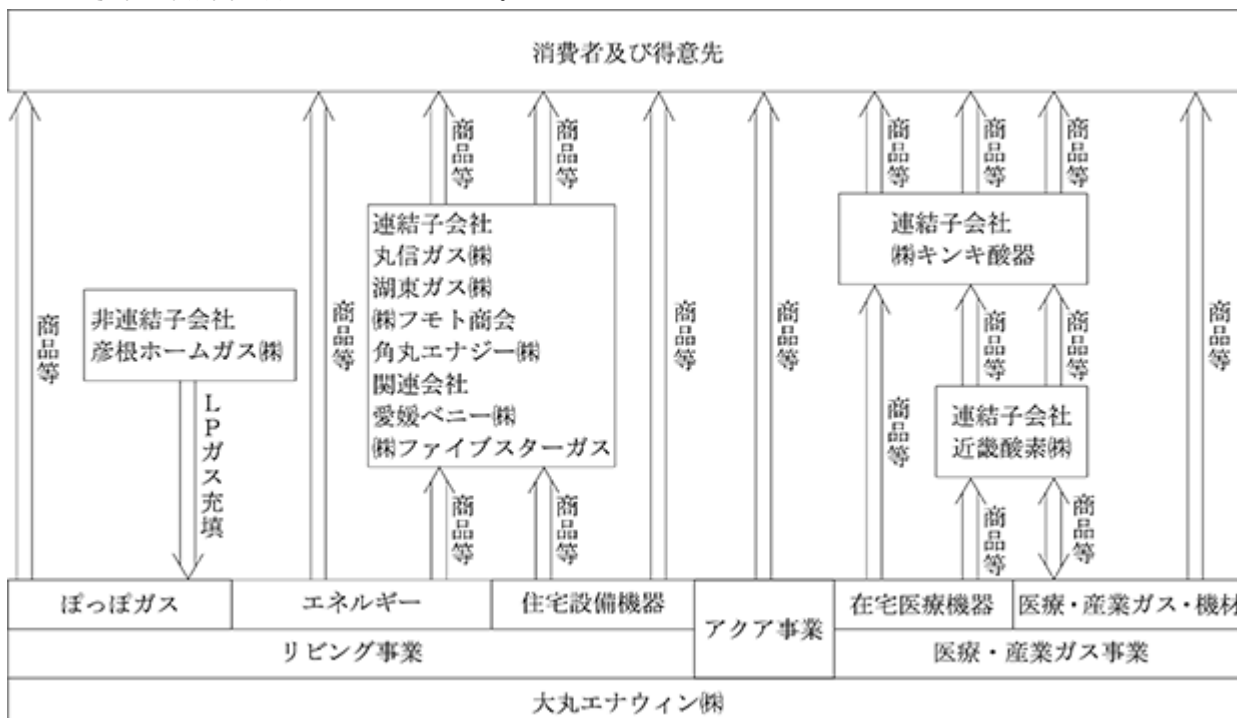 消費者及び得意先
商品等
商品等
商品等
商品等
商品等
連結子会社
丸信ガス㈱
湖東ガス㈱
㈱フモト商会
角丸エナジー㈱
関連会社
愛媛ベニー㈱
㈱ファイブスターガス
連結子会社
㈱キンキ酸器
非連結子会社
彦根ホームガス㈱
商品等
商品等
商品等
商品等
商品等
商品等
連結子会社
近畿酸素㈱
商品等
LPガス充填
商品等
商品等
商品等
商品等
ぽっぽガス
エネルギー
住宅設備機器
アクア事業
在宅医療機器
医療・産業ガス・機材
リビング事業
医療・産業ガス事業
大丸エナウィン㈱